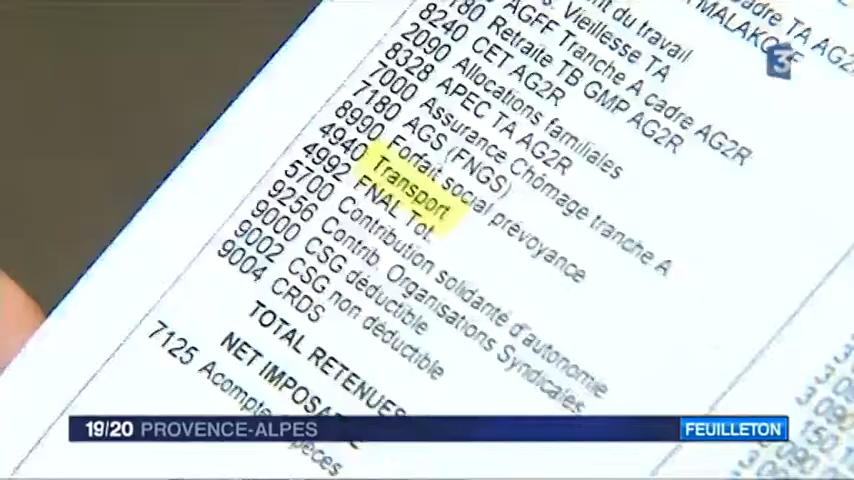 cadre TA AG2R
MALAKOFF
du travail
Vieillesse TA
AGFF Tranche A cadre AG2R
Retraite TB GMP AG2R
8240 CET AG2R
2090 Allocations familiales
8328 APEC TA AG2R
7000 Assurance Chômage tranche A
7180 AGS (FNGS)
8990 Forfait social prévoyance
4940 Transport
4992 FNAL Tot.
5700 Contribution solidarité d'autonomie
9256 Contrib. Organisations Syndicales
9000 CSG déductible
9002 CSG non déductible
9004 CRDS
TOTAL RETENUES
NET IMPOSABLE
7125 Acompte espèces
3
19/20 PROVENCE-ALPES
FEUILLETON